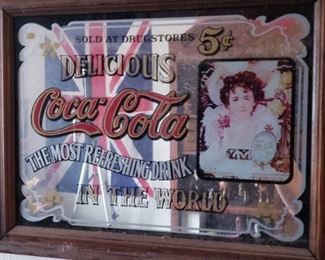 SOLD AT DRUGSTORES 5¢
DELICIOUS
Coca-Cola
THE MOST REFRESHING DRINK
IN THE WORLD